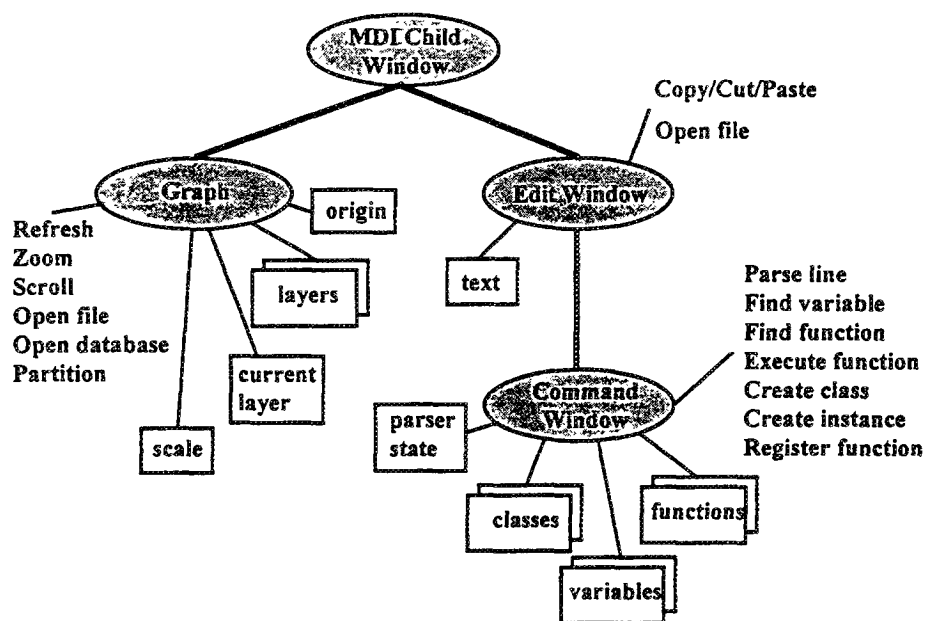 MDI Child
Window
Copy/Cut/Paste
Open file
Graph
Edit Window
origin
Refresh
Zoom
Scroll
Open file
Open database
Partition
layers
text
current
layer
scale
Parse line
Find variable
Find function
Execute function
Create class
Create instance
Register function
Command
Window
parser
state
classes
functions
variables